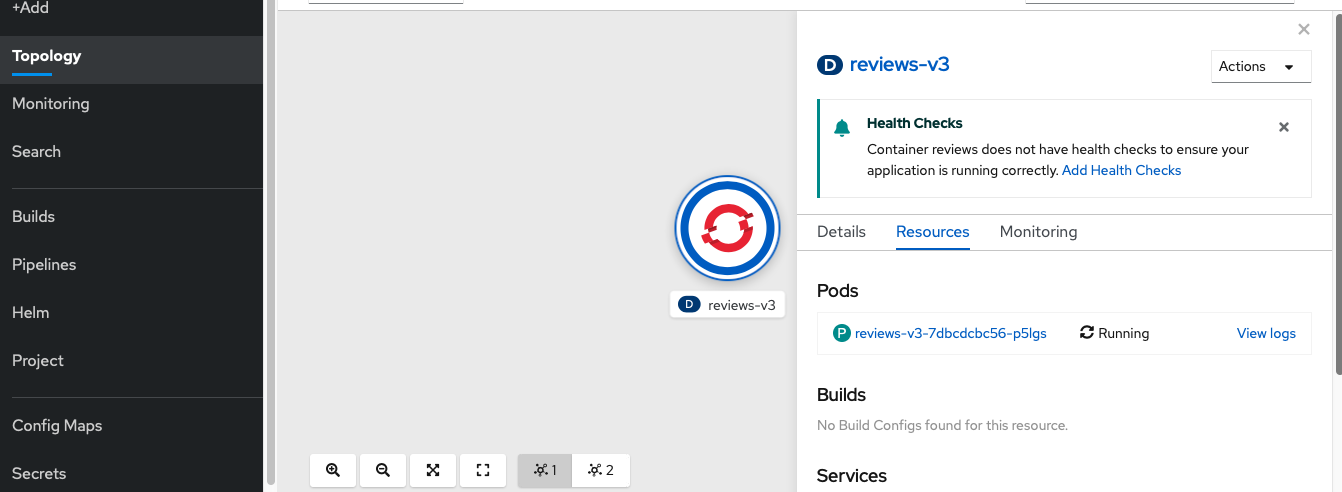 +Add
Topology
Monitoring
Search
Builds
Pipelines
Helm
Project
Config Maps
Secrets
D reviews-v3
1
2
D reviews-v3
Actions
Health Checks
Container reviews does not have health checks to ensure your
application is running correctly. Add Health Checks
Details Resources Monitoring
Pods
P reviews-v3-7dbcdcbc56-p5lgs Running View logs
Builds
No Build Configs found for this resource.
Services